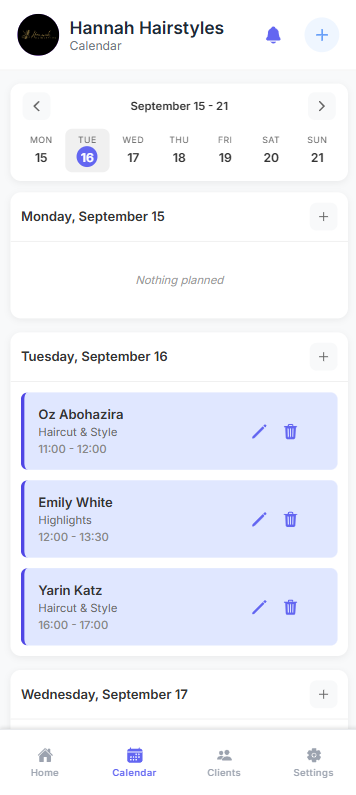 Hannah Hairstyles
Calendar
September 15 - 21
MON TUE WED THU FRI SAT SUN
15 16 17 18 19 20 21
Monday, September 15
Nothing planned
Tuesday, September 16
Oz Abohazira
Haircut & Style
11:00 - 12:00
Emily White
Highlights
12:00 - 13:30
Yarin Katz
Haircut & Style
16:00 - 17:00
Wednesday, September 17
Home Calendar Clients Settings